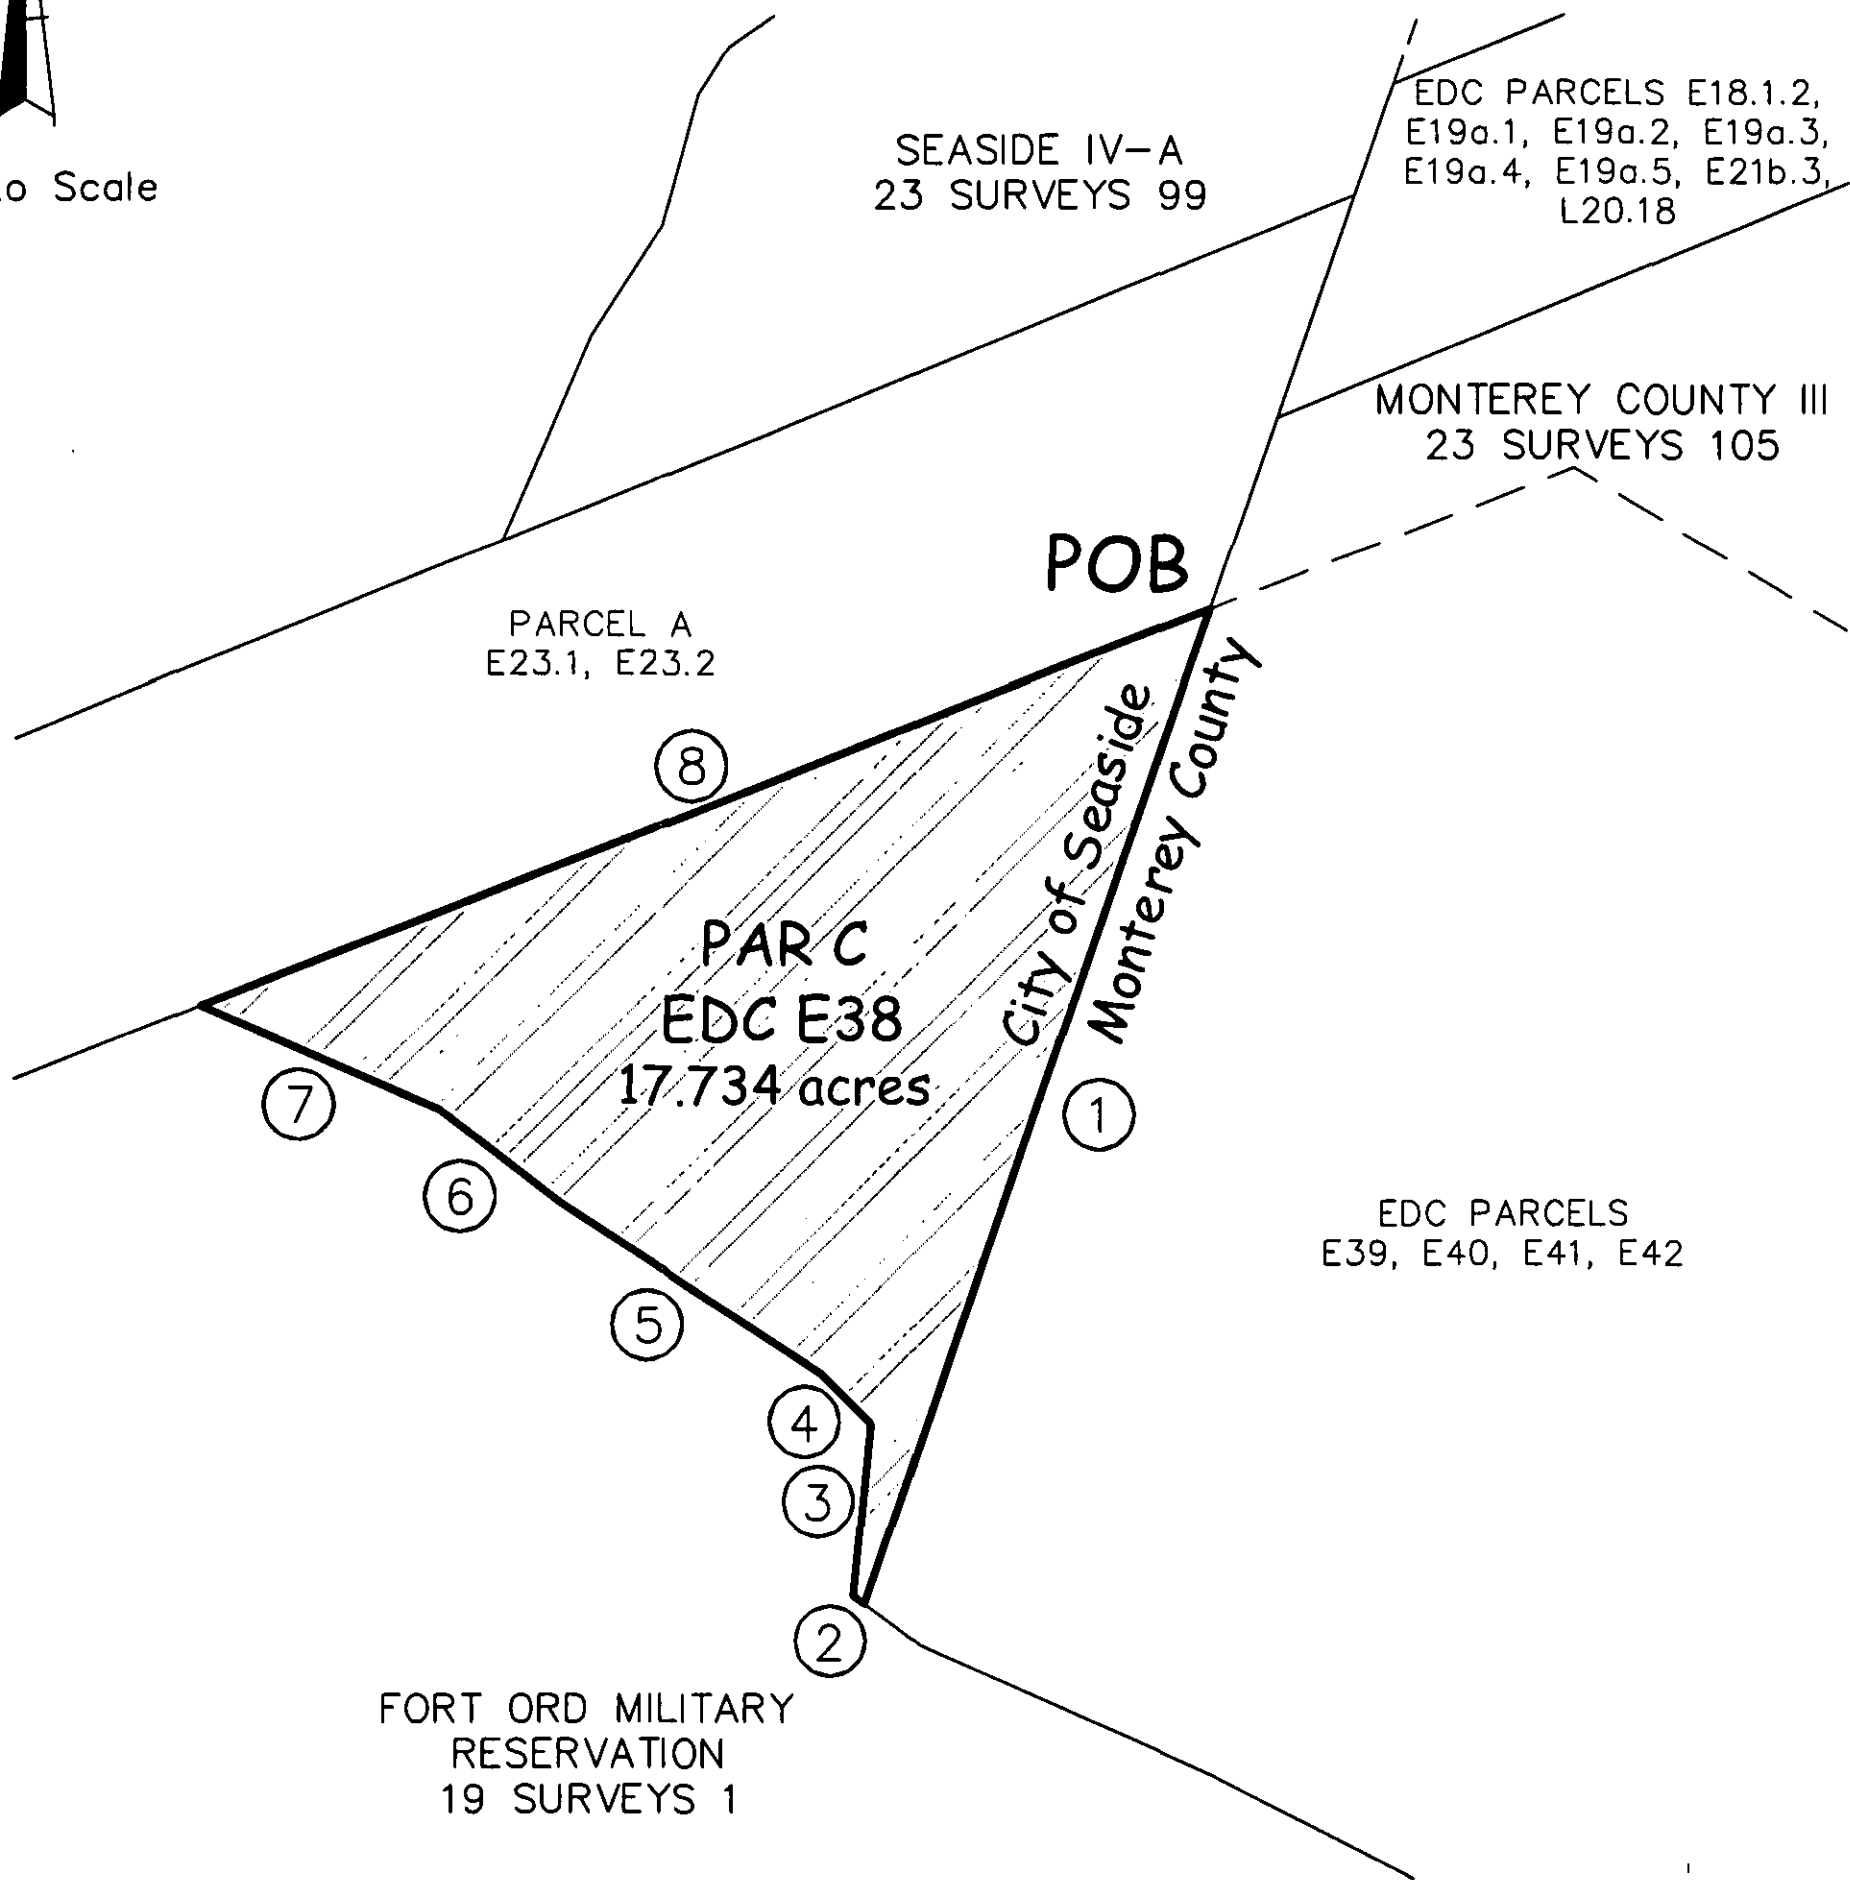 Scale
SEASIDE IV-A
23 SURVEYS 99
EDC PARCELS E18.1.2,
E19a.1, E19a.2, E19a.3,
E19a.4, E19a.5, E21b.3,
L20.18
MONTEREY COUNTY III
23 SURVEYS 105
POB
PARCEL A
E23.1, E23.2
City of Seaside
Monterey County
8
PAR C
EDC E38
17.734 acres
7
1
6
EDC PARCELS
E39, E40, E41, E42
5
4
3
2
FORT ORD MILITARY
RESERVATION
19 SURVEYS 1